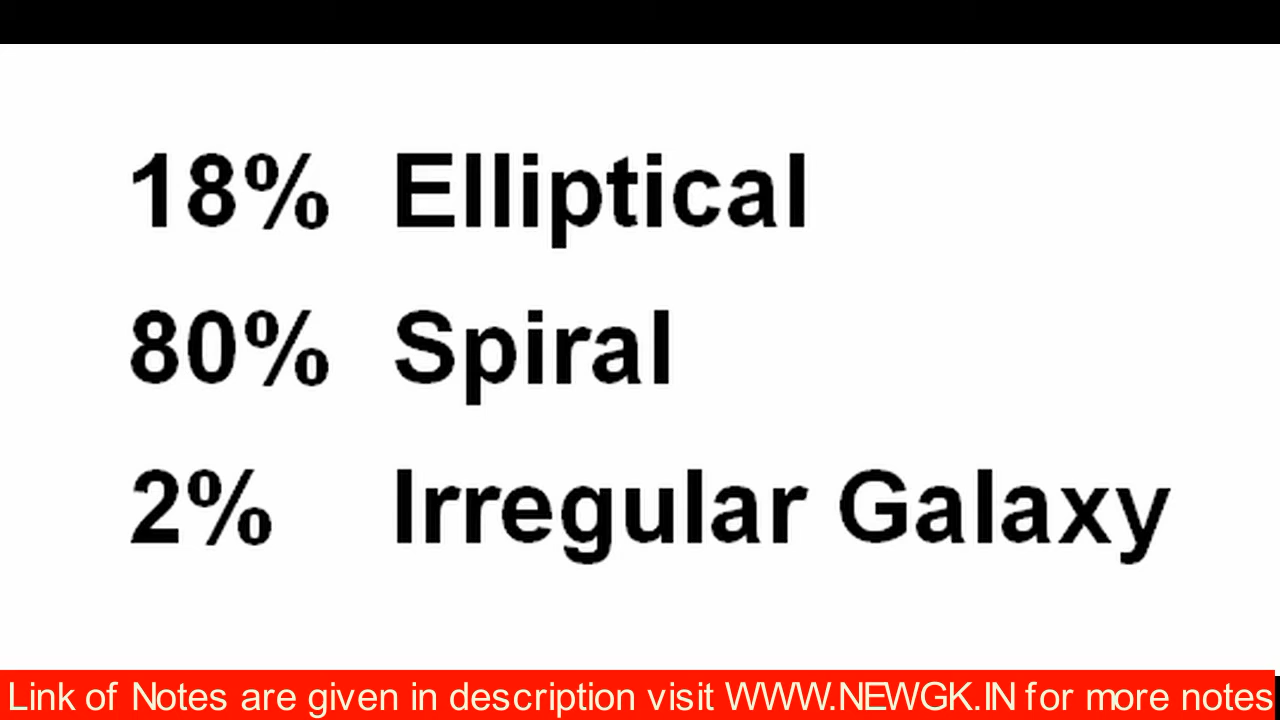 18% Elliptical
80% Spiral
2% Irregular Galaxy
Link of Notes are given in description visit WWW.NEWGK.IN for more notes